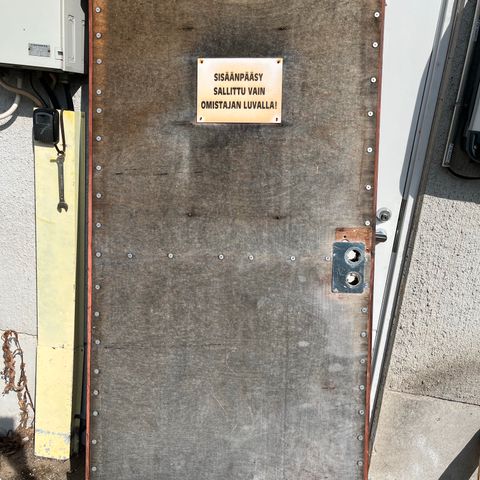 SISÄÄNPÄÄSY
SALLITTU VAIN
OMISTAJAN LUVALLA!